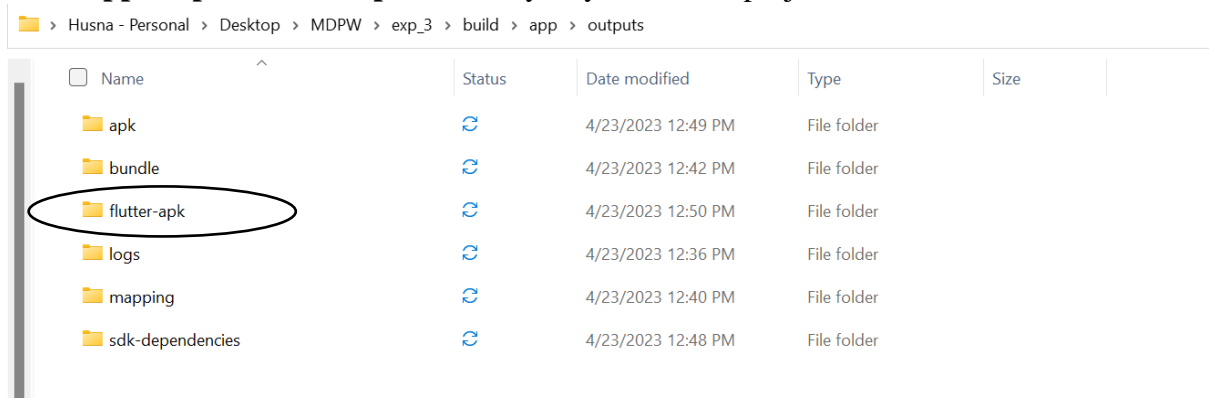 Husna - Personal > Desktop > MDPW > exp_3 > build > app > outputs
Name Status Date modified Type Size
apk 4/23/2023 12:49 PM File folder
bundle 4/23/2023 12:42 PM File folder
flutter-apk 4/23/2023 12:50 PM File folder
logs 4/23/2023 12:36 PM File folder
mapping 4/23/2023 12:40 PM File folder
sdk-dependencies 4/23/2023 12:48 PM File folder